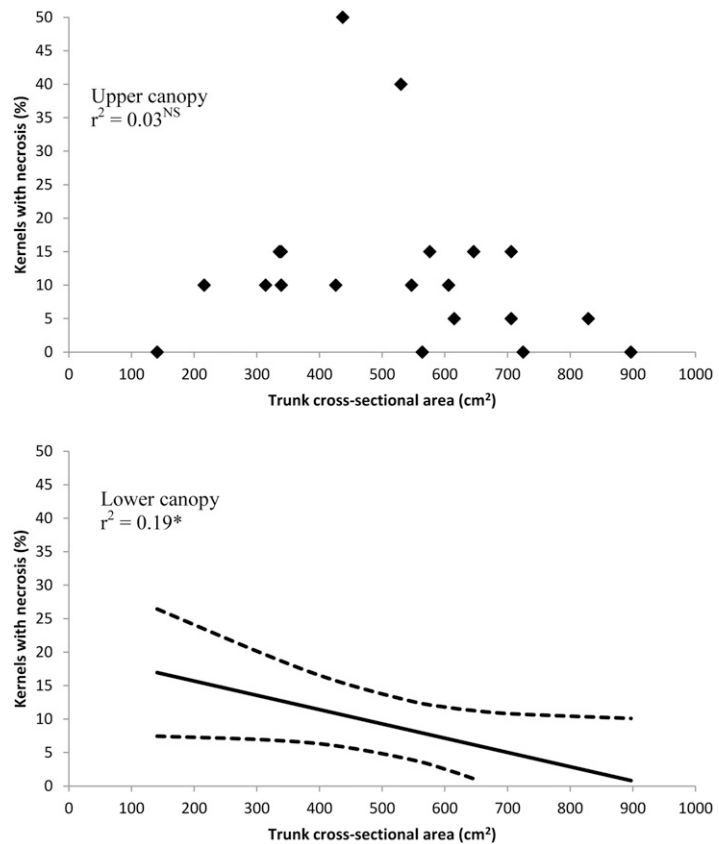 50
45
40
35
30
25
20
15
10
5
0
Kernels with necrosis (%)
Upper canopy
r² = 0.03ᴺˢ
0 100 200 300 400 500 600 700 800 900 1000
Trunk cross-sectional area (cm²)
50
45
40
35
30
25
20
15
10
5
0
Kernels with necrosis (%)
Lower canopy
r² = 0.19*
0 100 200 300 400 500 600 700 800 900 1000
Trunk cross-sectional area (cm²)